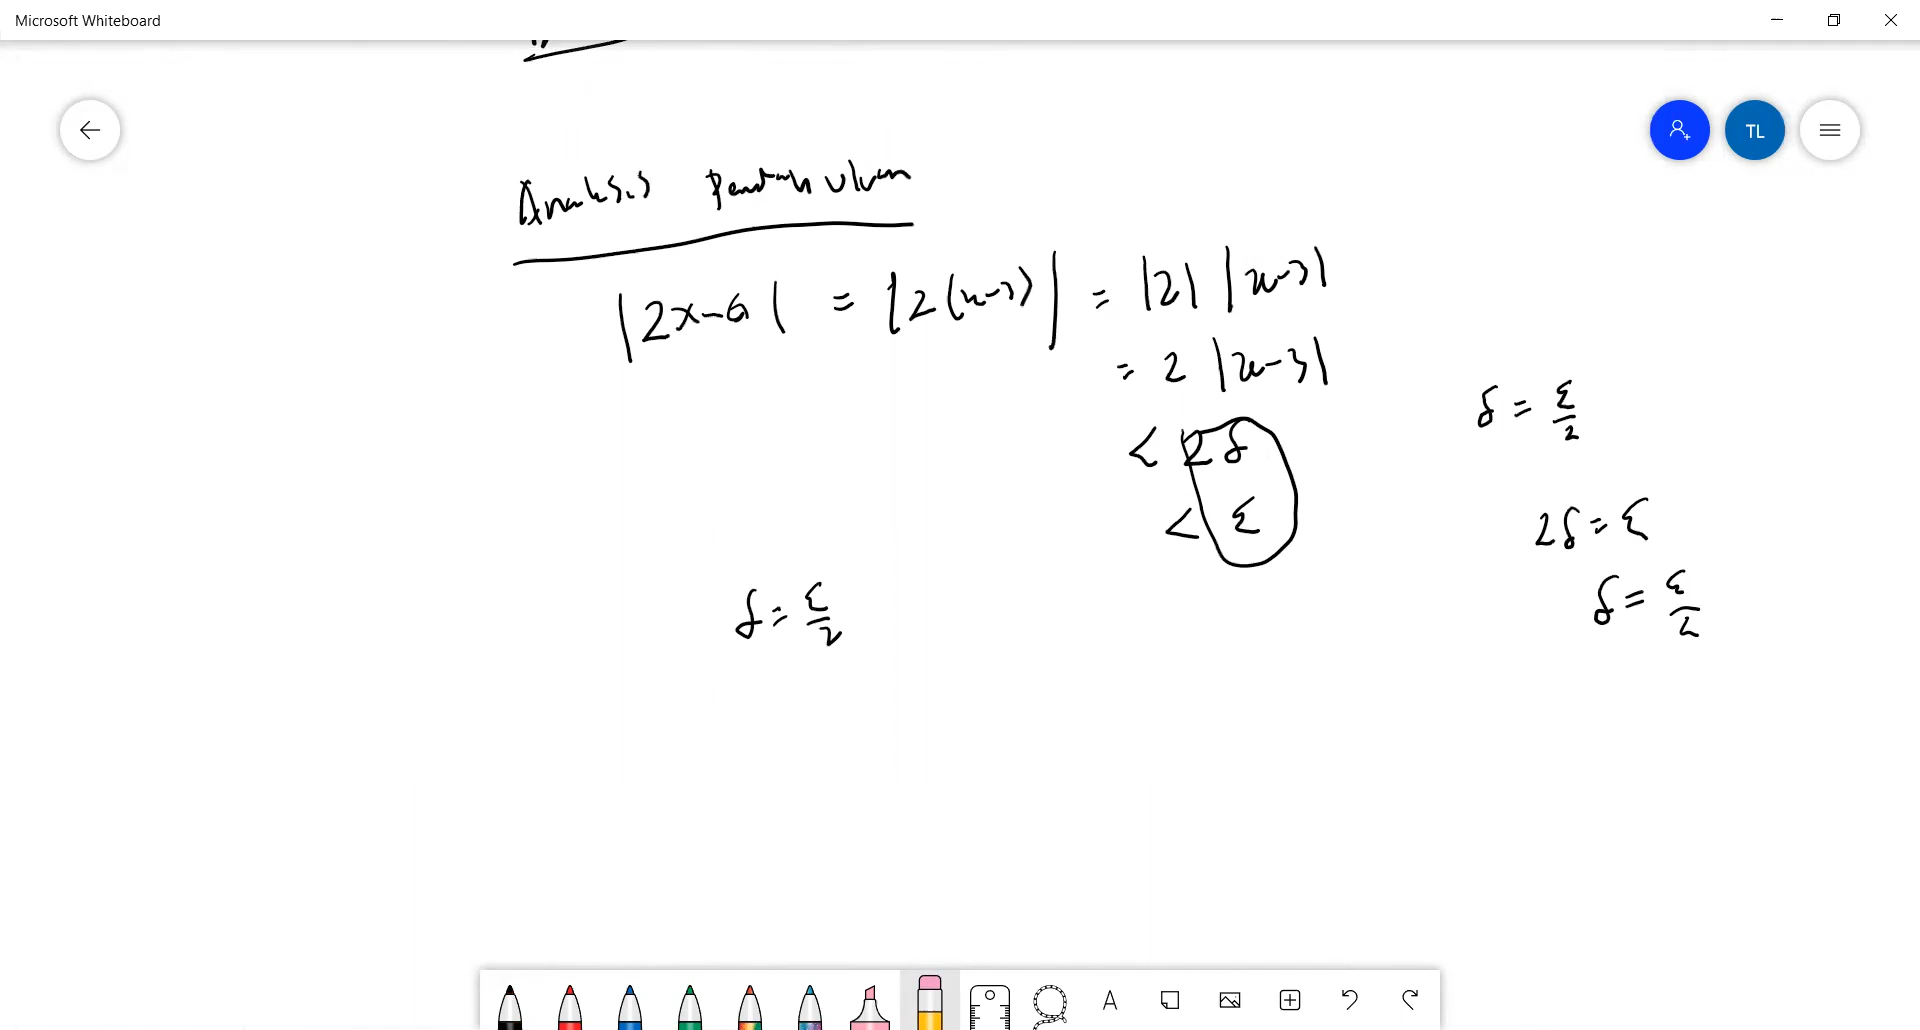 Microsoft Whiteboard
TL
Analisis Pendahuluan
|2x-6| = |2(x-3)| = |2| |x-3|
= 2 |x-3|
< 2δ
< ε
δ = ε/2
2δ = ε
δ = ε/2
δ = ε/2
A